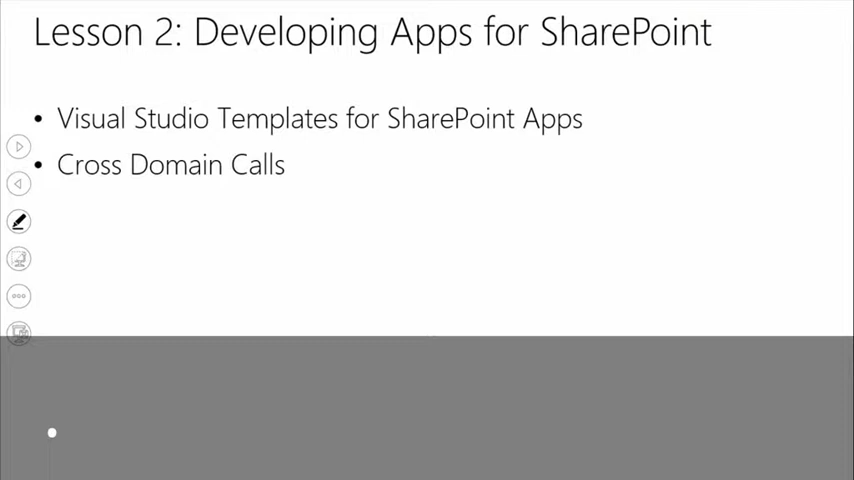 Lesson 2: Developing Apps for SharePoint
• Visual Studio Templates for SharePoint Apps
• Cross Domain Calls